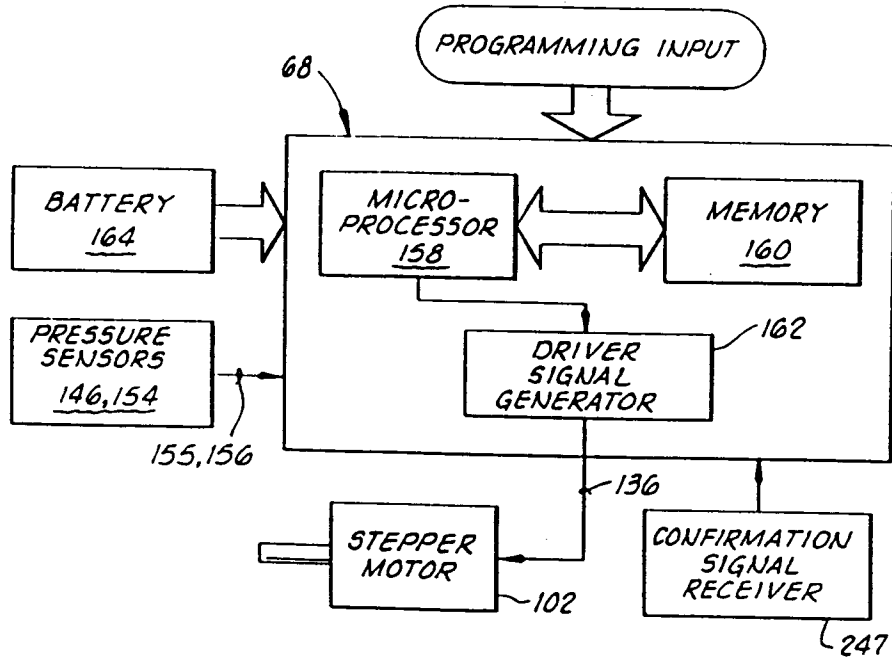 PROGRAMMING INPUT
68
BATTERY
164
MICRO-
PROCESSOR
158
MEMORY
160
PRESSURE
SENSORS
146,154
155,156
162
DRIVER
SIGNAL
GENERATOR
136
STEPPER
MOTOR
102
CONFIRMATION
SIGNAL
RECEIVER
247